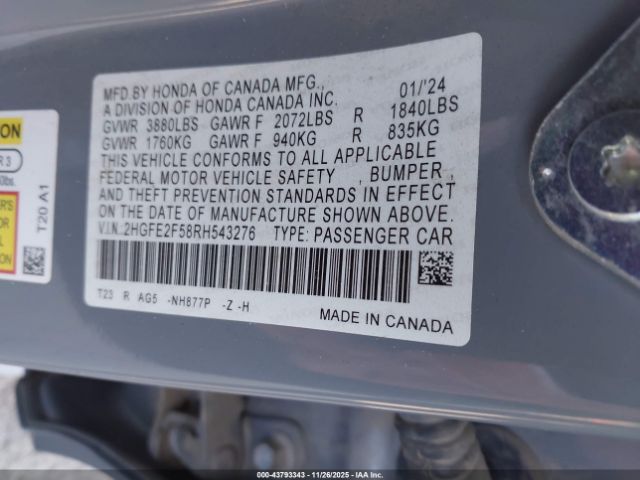 MFD.BY HONDA OF CANADA MFG., 01/'24
A DIVISION OF HONDA CANADA INC.
GVWR 3880LBS GAWR F 2072LBS R 1840LBS
GVWR 1760KG GAWR F 940KG R 835KG
THIS VEHICLE CONFORMS TO ALL APPLICABLE
FEDERAL MOTOR VEHICLE SAFETY , BUMPER ,
AND THEFT PREVENTION STANDARDS IN EFFECT
ON THE DATE OF MANUFACTURE SHOWN ABOVE.
V.I.N.:2HGFE2F58RH543276 TYPE: PASSENGER CAR
T23 R AG5 -NH877P -Z -H
MADE IN CANADA
T20 A1
000-43793343 - 11/26/2025 - IAAI.COM